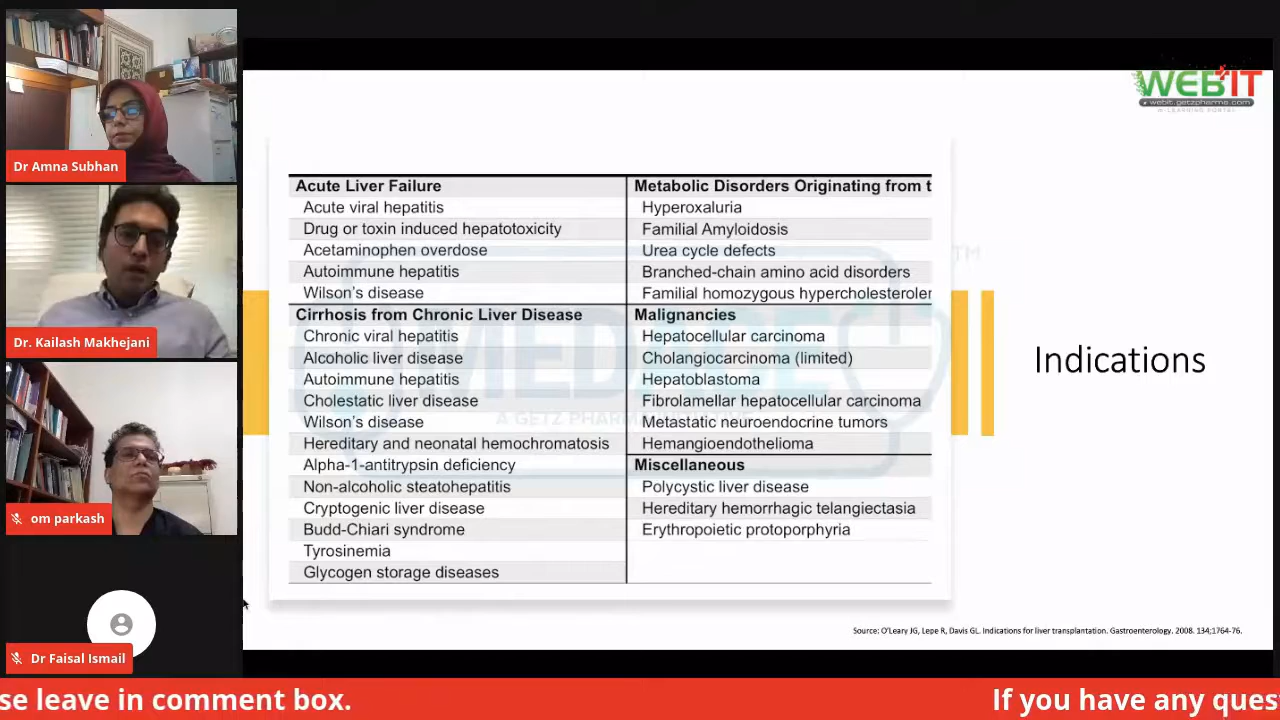 Dr Amna Subhan
Dr. Kailash Makhejani
om parkash
Dr Faisal Ismail
WEBIT
webit.getzpharma.com
Acute Liver Failure
Acute viral hepatitis
Drug or toxin induced hepatotoxicity
Acetaminophen overdose
Autoimmune hepatitis
Wilson's disease
Cirrhosis from Chronic Liver Disease
Chronic viral hepatitis
Alcoholic liver disease
Autoimmune hepatitis
Cholestatic liver disease
Wilson's disease
Hereditary and neonatal hemochromatosis
Alpha-1-antitrypsin deficiency
Non-alcoholic steatohepatitis
Cryptogenic liver disease
Budd-Chiari syndrome
Tyrosinemia
Glycogen storage diseases
Metabolic Disorders Originating from t
Hyperoxaluria
Familial Amyloidosis
Urea cycle defects
Branched-chain amino acid disorders
Familial homozygous hypercholesteroler
Malignancies
Hepatocellular carcinoma
Cholangiocarcinoma (limited)
Hepatoblastoma
Fibrolamellar hepatocellular carcinoma
Metastatic neuroendocrine tumors
Hemangioendothelioma
Miscellaneous
Polycystic liver disease
Hereditary hemorrhagic telangiectasia
Erythropoietic protoporphyria
Indications
Source: O'Leary JG, Lepe R, Davis GL. Indications for liver transplantation. Gastroenterology. 2008. 134;1764-76.
se leave in comment box.
If you have any ques